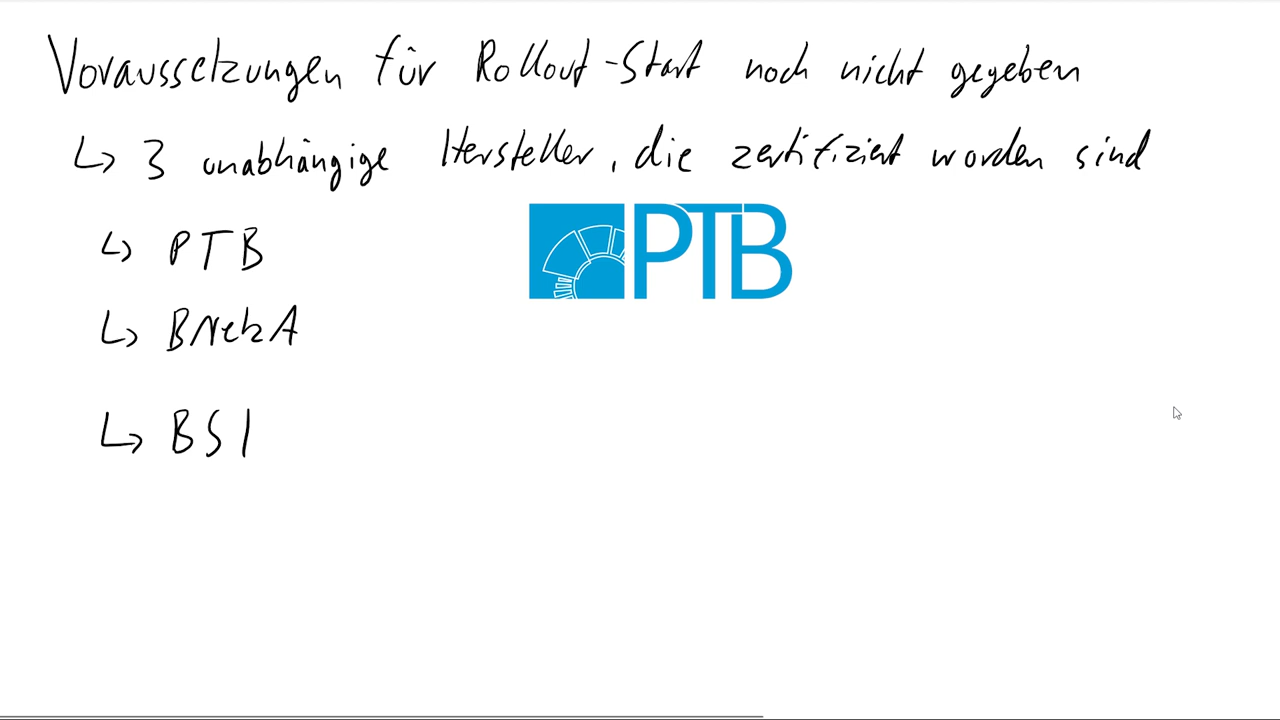 Voraussetzungen für Rollout-Start noch nicht gegeben
↳ 3 unabhängige Hersteller, die zertifiziert worden sind
↳ PTB
PTB
↳ BNetzA
↳ BSI